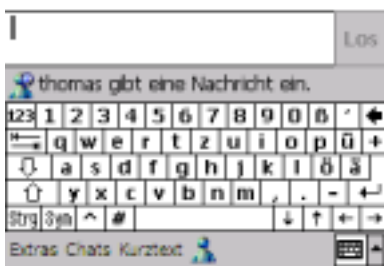 Los
thomas gibt eine Nachricht ein.
123 1 2 3 4 5 6 7 8 9 0 ß ´
q w e r t z u i o p ü +
a s d f g h j k l ö ä
y x c v b n m , . -
Strg Sym ^ #
Extras Chats Kurztext